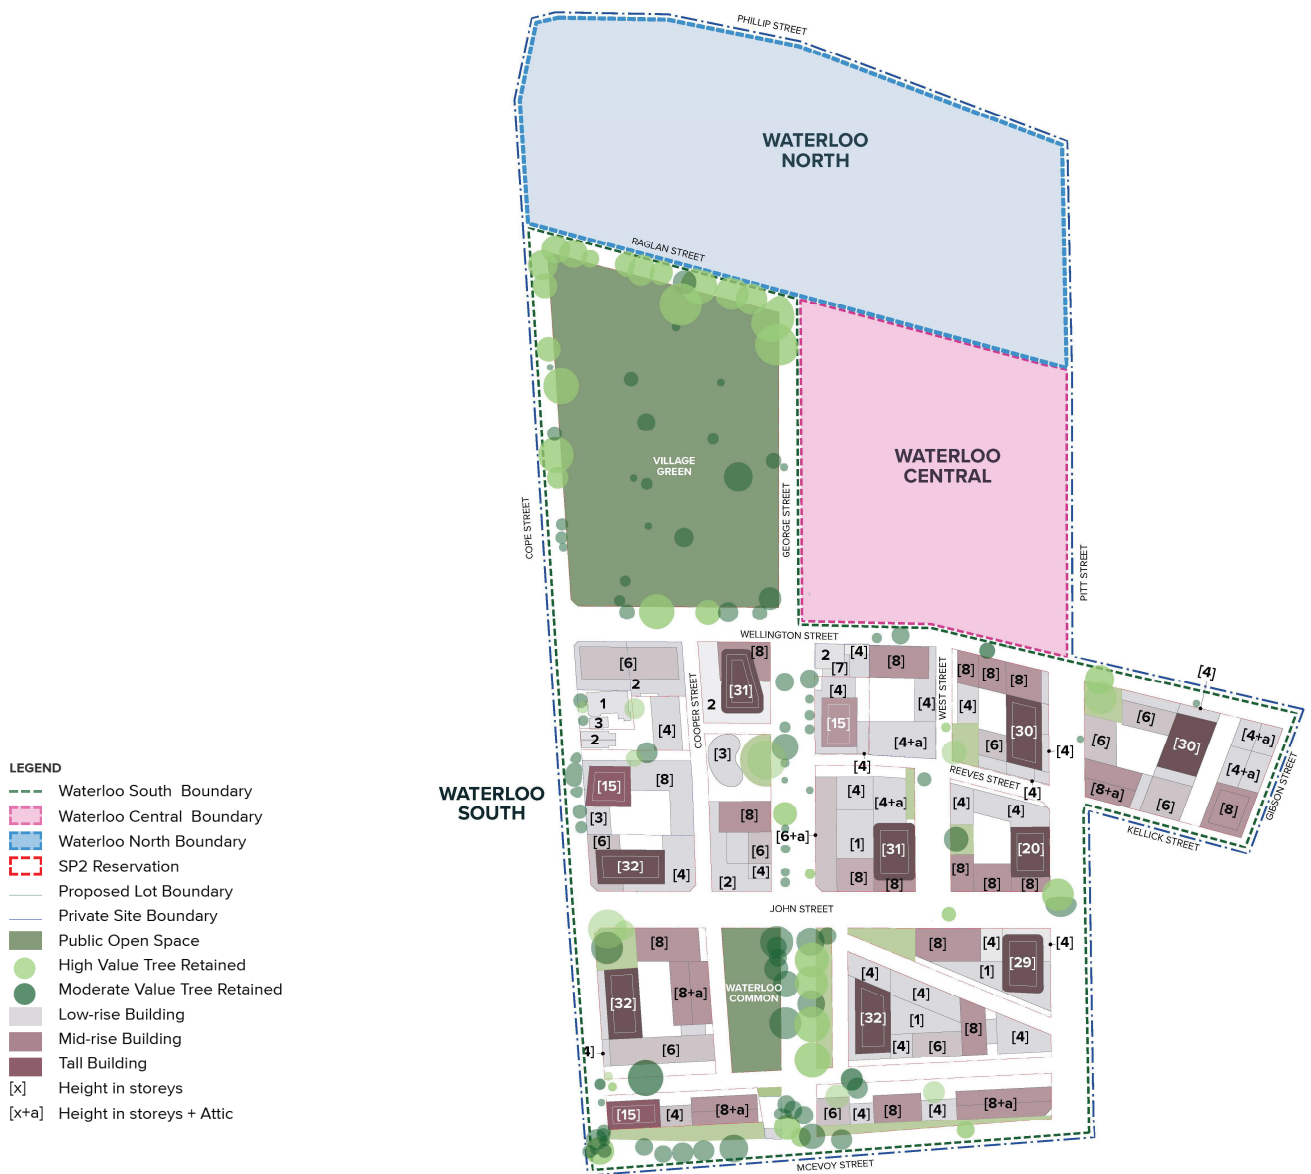 PHILLIP STREET
WATERLOO
NORTH
RAGLAN STREET
VILLAGE
GREEN
WATERLOO
CENTRAL
COPE STREET
GEORGE STREET
PITT STREET
WELLINGTON STREET
[6]
2
1
3
2
[4]
COOPER STREET
[8]
[31]
2
2
[4]
[7]
[8]
[4]
[15]
[4]
[4+a]
[4]
WEST STREET
[8]
[8]
[8]
[4]
[30]
[6]
[4]
REEVES STREET
[4]
[4]
[6]
[6]
[30]
[4+a]
[4+a]
[8+a]
[6]
[8]
GIBSON STREET
KELLICK STREET
WATERLOO
SOUTH
[15]
[8]
[3]
[6]
[32]
[4]
[3]
[8]
[6]
[4]
[2]
[6+a]
[4]
[4+a]
[1]
[31]
[8]
[8]
[4]
[4]
[20]
[8]
[8]
[8]
JOHN STREET
[8]
[32]
[8+a]
[6]
4]
WATERLOO
COMMON
[8]
[4]
[29]
[4]
[1]
[4]
[4]
[32]
[1]
[8]
[4]
[4]
[6]
[15]
[4]
[8+a]
[6]
[4]
[8]
[4]
[8+a]
MCEVOY STREET
LEGEND
Waterloo South Boundary
Waterloo Central Boundary
Waterloo North Boundary
SP2 Reservation
Proposed Lot Boundary
Private Site Boundary
Public Open Space
High Value Tree Retained
Moderate Value Tree Retained
Low-rise Building
Mid-rise Building
Tall Building
[x] Height in storeys
[x+a] Height in storeys + Attic